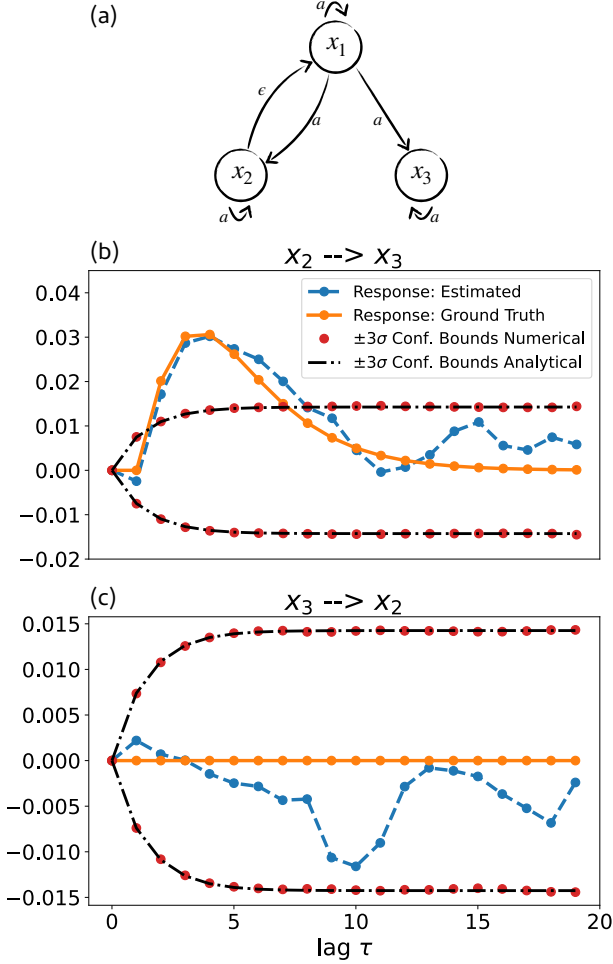 (a)
a
x1
ϵ
a
a
x2
x3
a
a
(b)
x2 --> x3
0.04
0.03
0.02
0.01
0.00
−0.01
−0.02
Response: Estimated
Response: Ground Truth
±3σ Conf. Bounds Numerical
±3σ Conf. Bounds Analytical
(c)
x3 --> x2
0.015
0.010
0.005
0.000
−0.005
−0.010
−0.015
0 5 10 15 20
lag τ